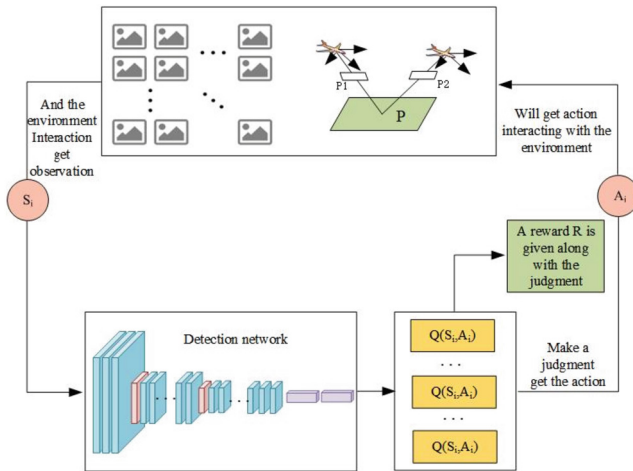 P1
P2
P
And the
environment
Interaction
get
observation
Will get action
interacting with the
environment
Si
Ai
A reward R is
given along
with the
judgment
Detection network
Q(Si,Ai)
. . .
Q(Si,Ai)
. . .
Q(Si,Ai)
Make a
judgment
get the action